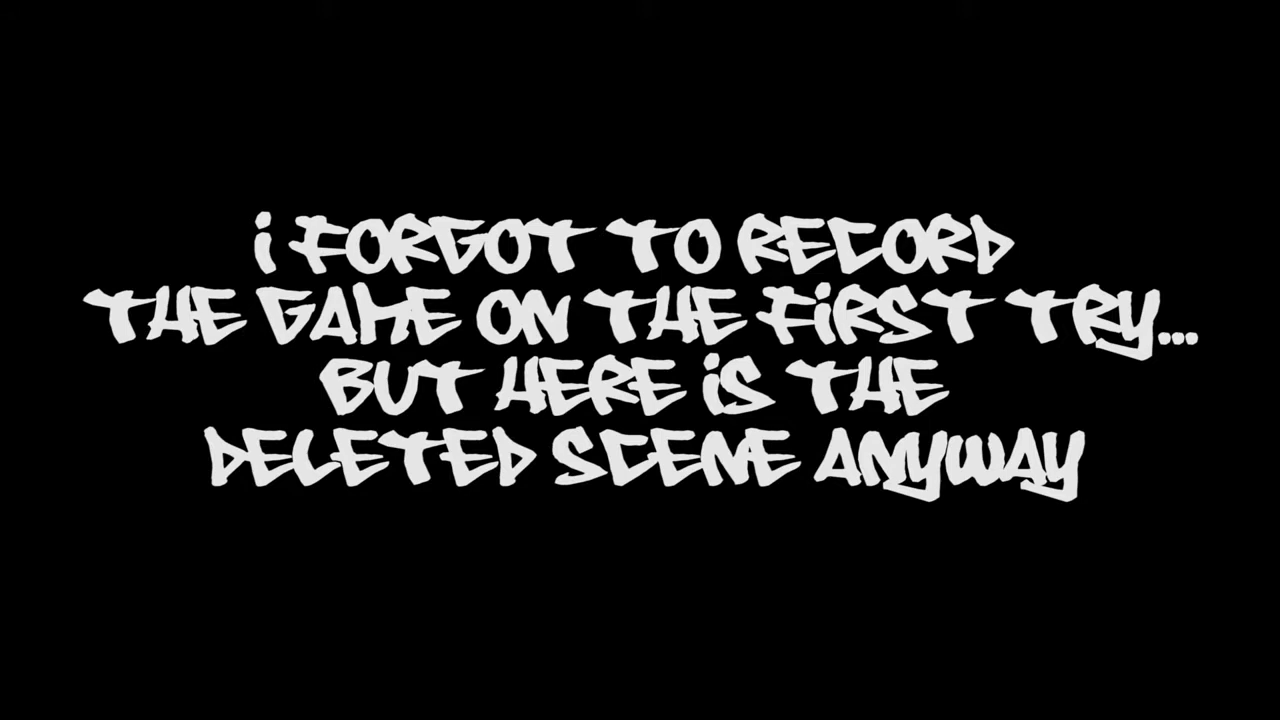 i FORGOT TO RECORD
THE GAME ON THE FiRST TRY...
BUT HERE iS THE
DELETED SCENE ANYWAY